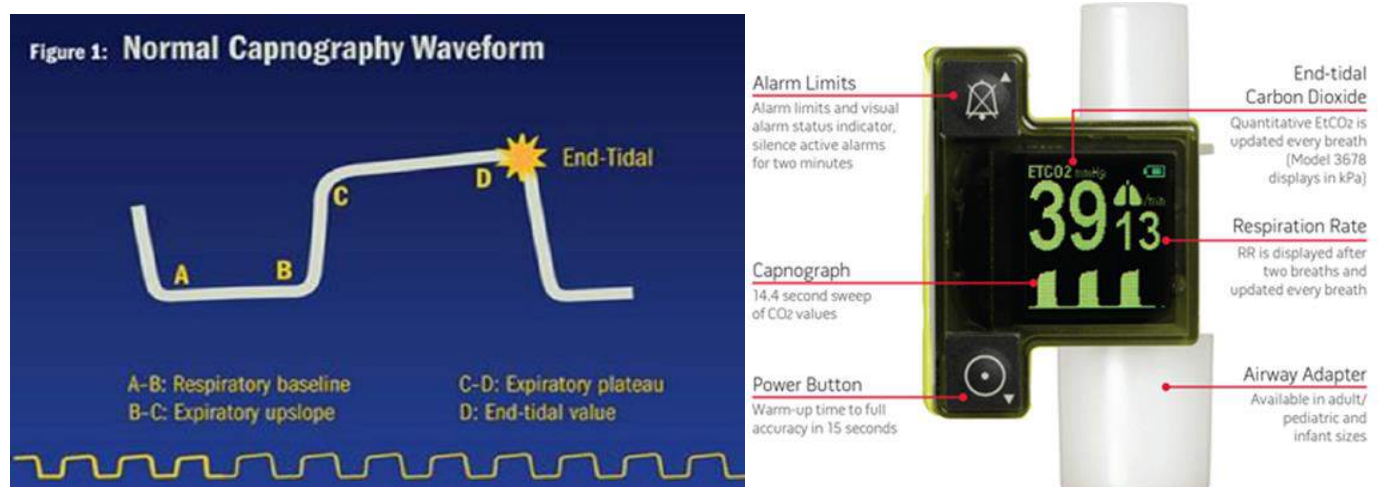 Figure 1: Normal Capnography Waveform
End-Tidal
A
B
C
D
A–B: Respiratory baseline
B–C: Expiratory upslope
C–D: Expiratory plateau
D: End-tidal value
Alarm Limits
Alarm limits and visual
alarm status indicator,
silence active alarms
for two minutes
Capnograph
14.4 second sweep
of CO2 values
Power Button
Warm-up time to full
accuracy in 15 seconds
ETCO2 mmHg
39
/min
13
End-tidal
Carbon Dioxide
Quantitative EtCO2 is
updated every breath
(Model 3678
displays in kPa)
Respiration Rate
RR is displayed after
two breaths and
updated every breath
Airway Adapter
Available in adult/
pediatric and
infant sizes